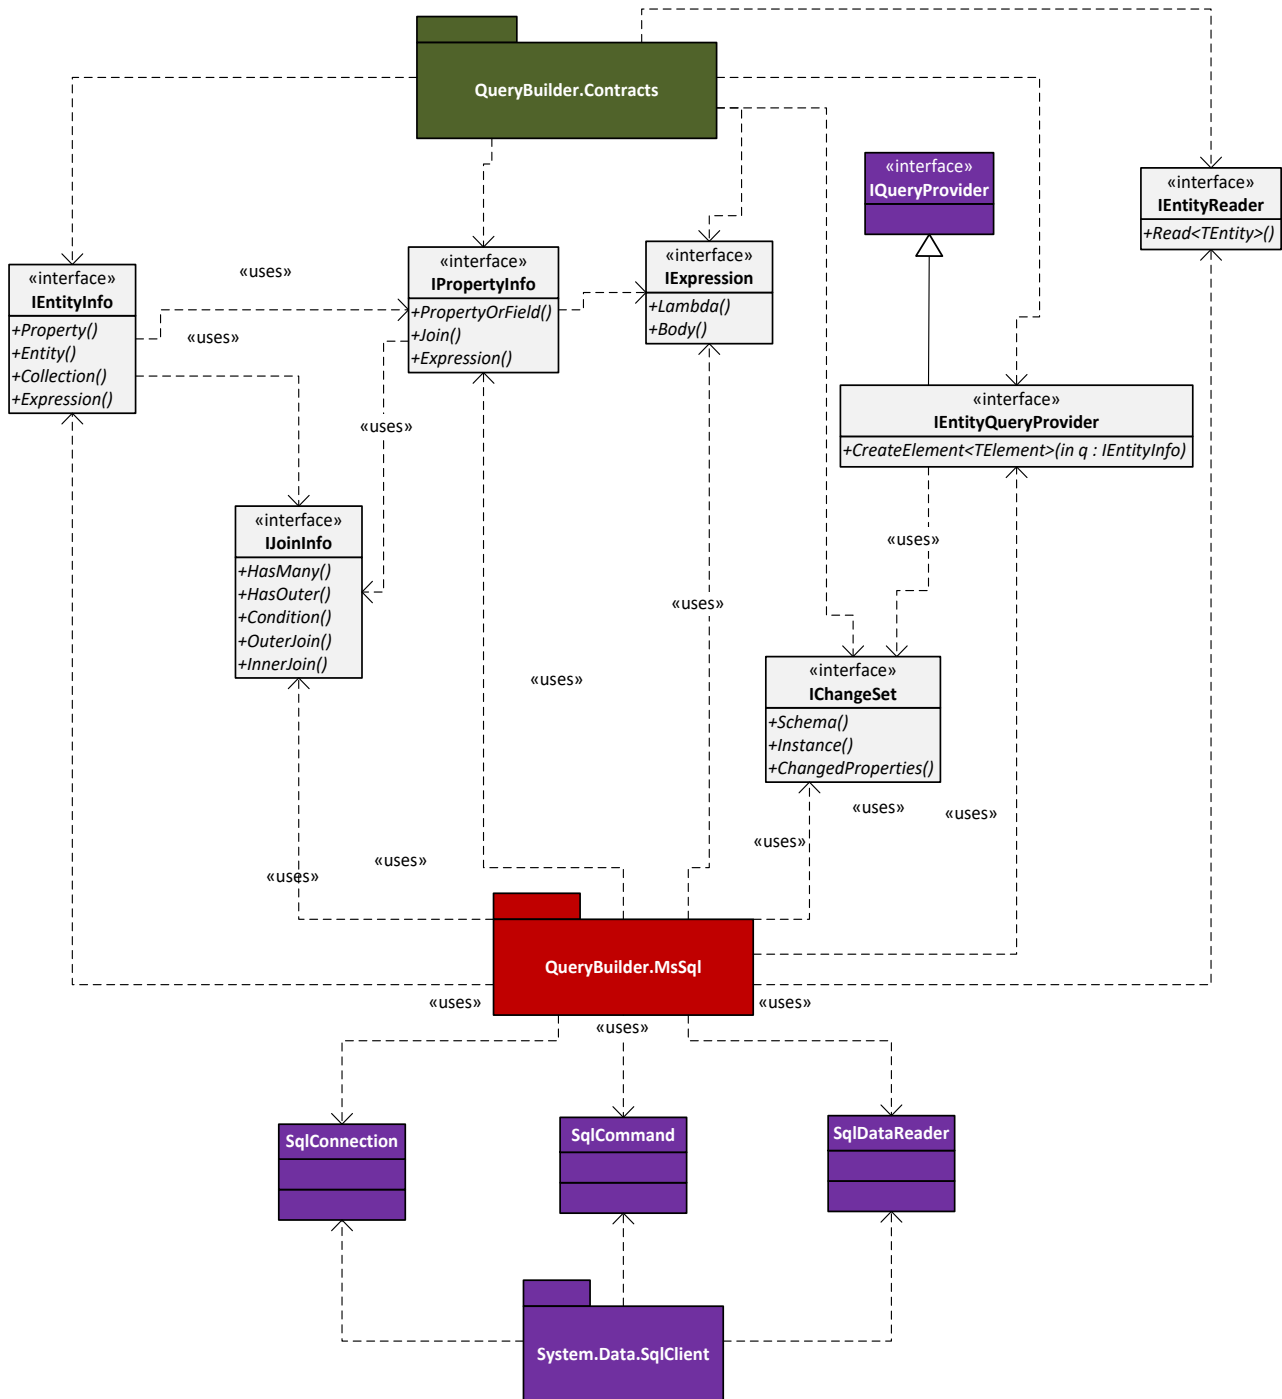 QueryBuilder.Contracts
«interface»
IQueryProvider
«interface»
IEntityReader
+Read<TEntity>()
«interface»
IEntityInfo
+Property()
+Entity()
+Collection()
+Expression()
«uses»
«uses»
«interface»
IPropertyInfo
+PropertyOrField()
+Join()
+Expression()
«interface»
IExpression
+Lambda()
+Body()
«uses»
«interface»
IEntityQueryProvider
+CreateElement<TElement>(in q : IEntityInfo)
«interface»
IJoinInfo
+HasMany()
+HasOuter()
+Condition()
+OuterJoin()
+InnerJoin()
«uses»
«uses»
«uses»
«interface»
IChangeSet
+Schema()
+Instance()
+ChangedProperties()
«uses»
«uses»
«uses»
«uses»
«uses»
QueryBuilder.MsSql
«uses»
«uses»
«uses»
SqlConnection
SqlCommand
SqlDataReader
System.Data.SqlClient